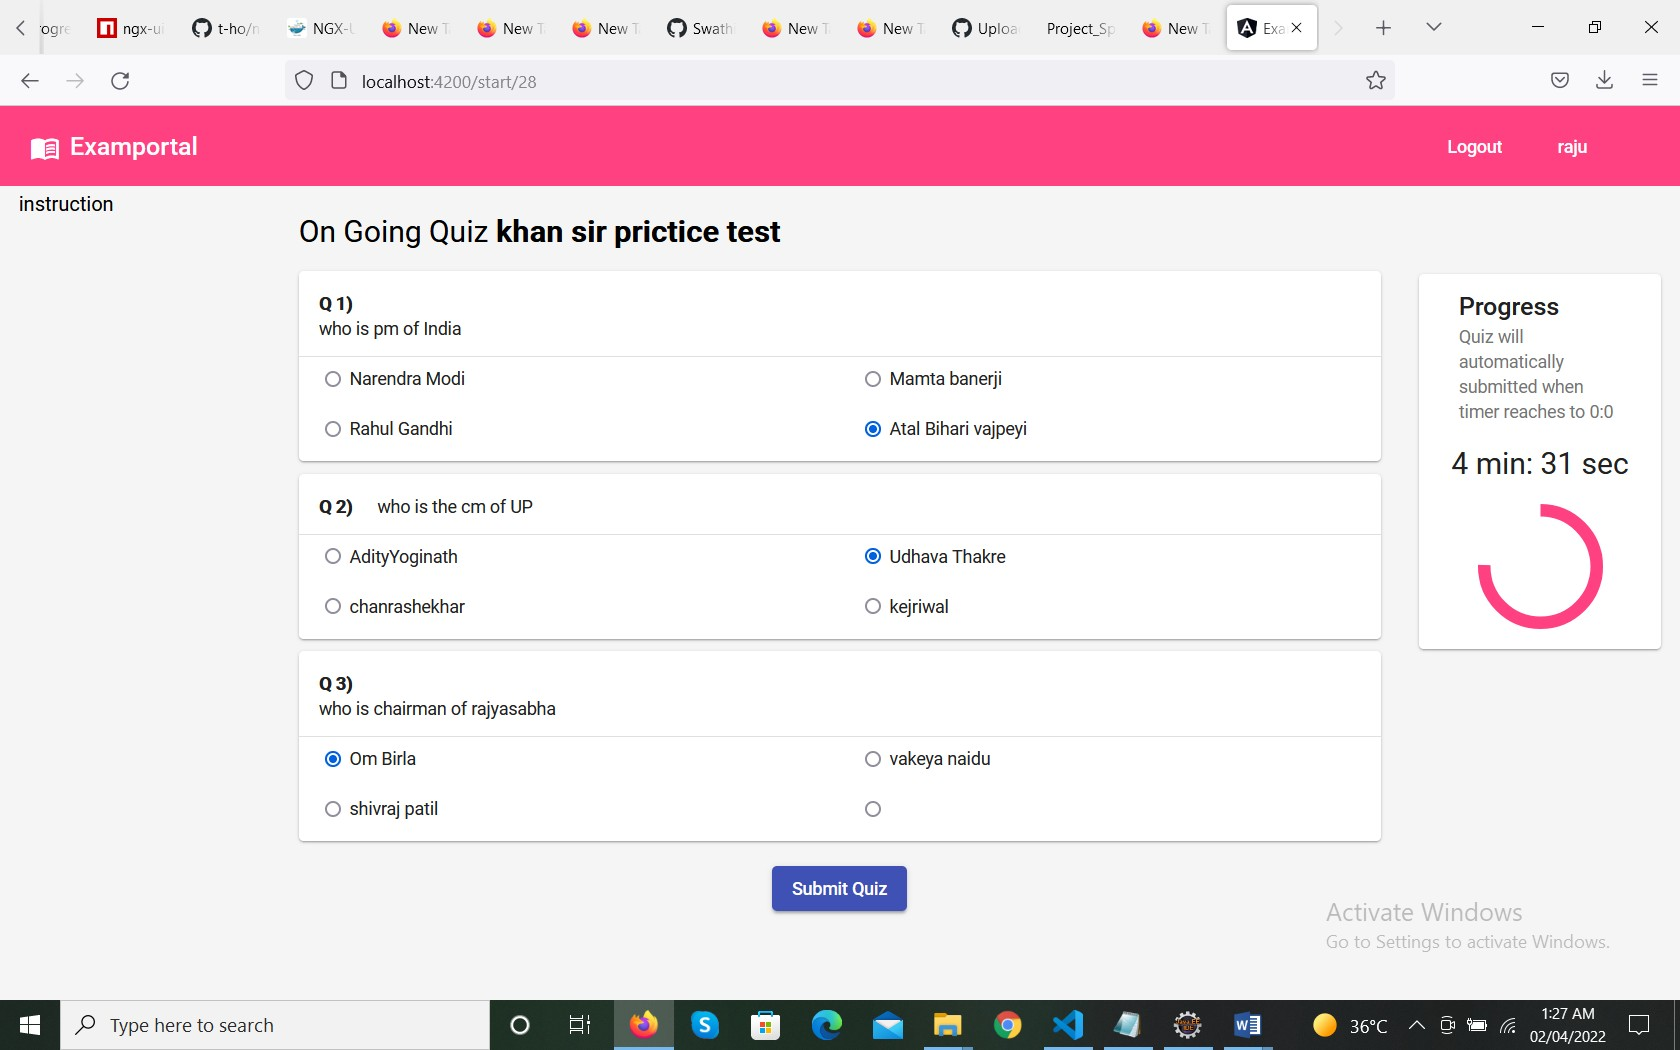 ogre ngx-ui t-ho/n NGX-U New T New T New T Swath New T New T Uploa Project_Sp New T Exa
localhost:4200/start/28
Examportal Logout raju
instruction
On Going Quiz khan sir prictice test
Q 1)
who is pm of India
Narendra Modi Mamta banerji
Rahul Gandhi Atal Bihari vajpeyi
Q 2) who is the cm of UP
AdityYoginath Udhava Thakre
chanrashekhar kejriwal
Q 3)
who is chairman of rajyasabha
Om Birla vakeya naidu
shivraj patil
Submit Quiz
Progress
Quiz will
automatically
submitted when
timer reaches to 0:0
4 min: 31 sec
Activate Windows
Go to Settings to activate Windows.
Type here to search 36°C 1:27 AM
02/04/2022